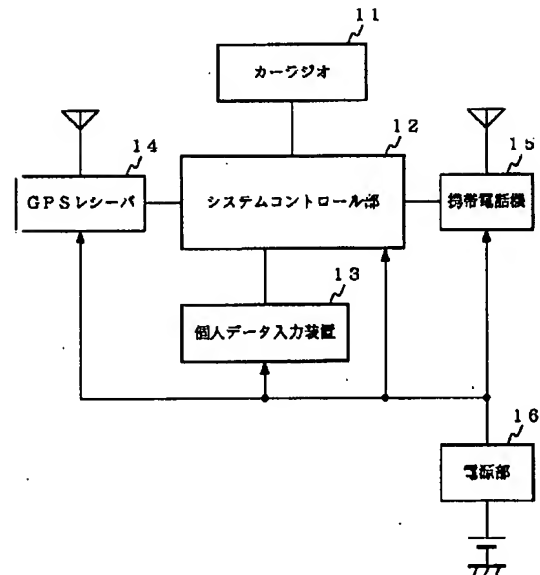 11
カーラジオ
12
14
15
GPSレシーバ
システムコントロール部
携帯電話機
13
個人データ入力装置
16
電源部